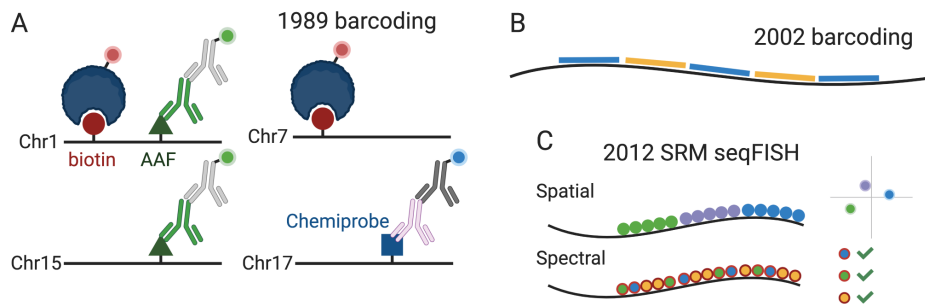 A
1989 barcoding
Chr1
biotin
AAF
Chr7
Chr15
Chemiprobe
Chr17
B
2002 barcoding
C
2012 SRM seqFISH
Spatial
Spectral